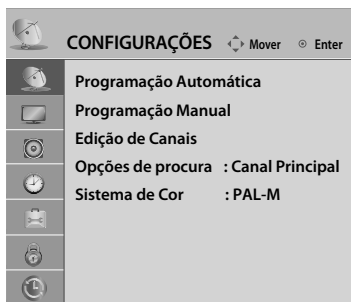 CONFIGURAÇÕES Mover Enter
Programação Automática
Programação Manual
Edição de Canais
Opções de procura : Canal Principal
Sistema de Cor : PAL-M